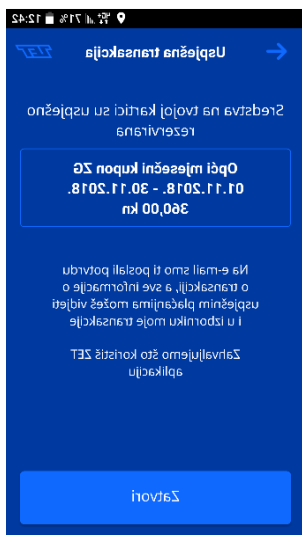 12:42 71%
Uspješna transakcija ZET
Sredstva na tvojoj kartici su uspješno
rezervirana
Opći mjesečni kupon ZG
01.11.2018. - 30.11.2018.
360,00 kn
Na e-mail smo ti poslali potvrdu
o transakciji, a sve informacije o
uspješnim plaćanjima možeš vidjeti
i u izborniku moje transakcije
Zahvaljujemo što koristiš ZET
aplikaciju
Zatvori